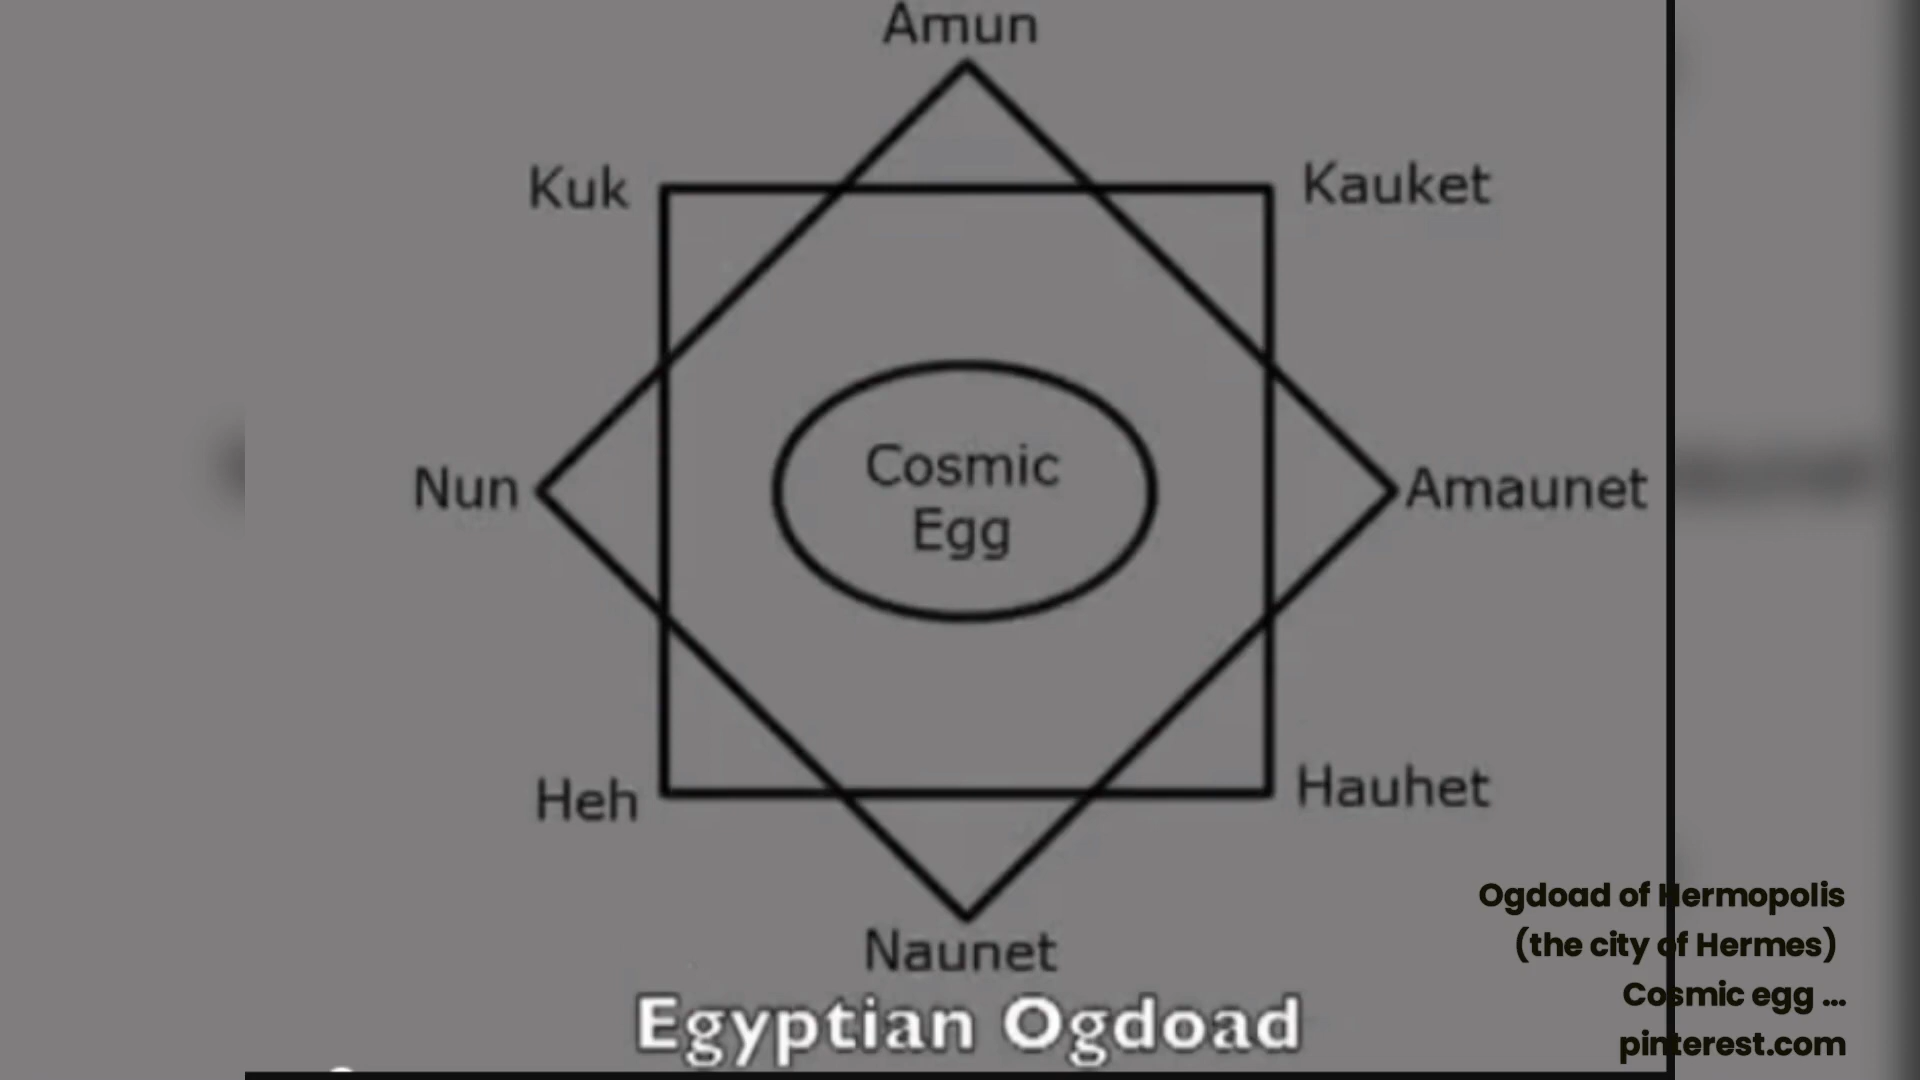 Amun
Kuk
Kauket
Nun
Cosmic
Egg
Amaunet
Heh
Hauhet
Naunet
Egyptian Ogdoad
Ogdoad of Hermopolis
(the city of Hermes)
Cosmic egg ...
pinterest.com